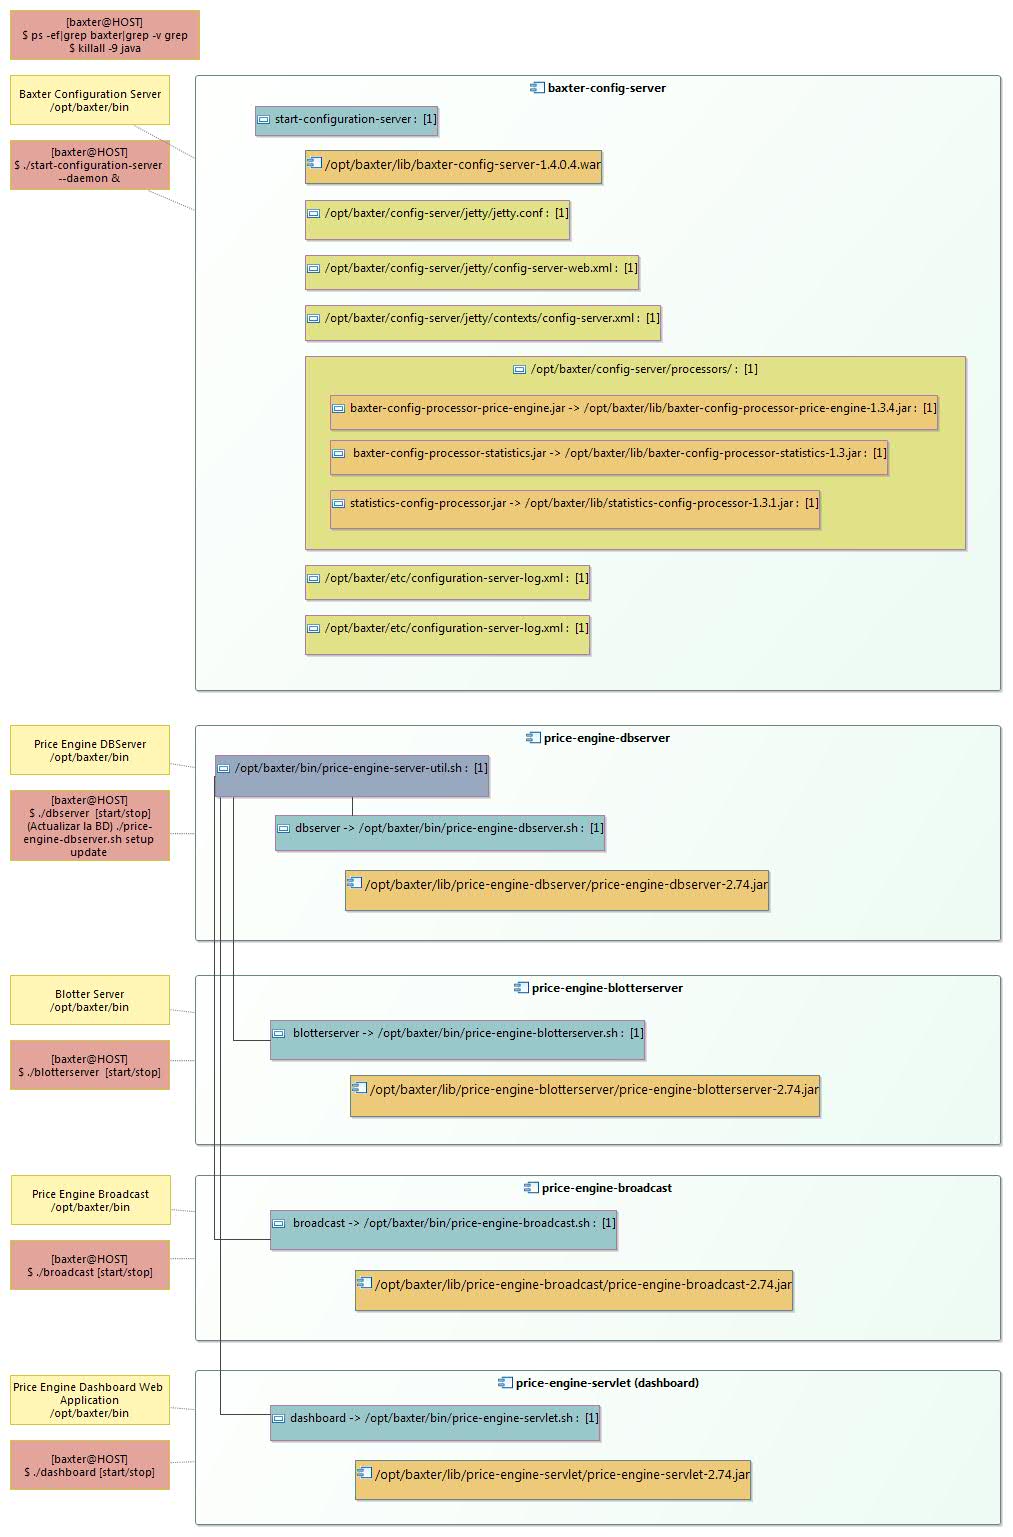 [baxter@HOST]
$ ps -ef|grep baxter|grep -v grep
$ killall -9 java
Baxter Configuration Server
/opt/baxter/bin
[baxter@HOST]
$ ./start-configuration-server
--daemon &
baxter-config-server
start-configuration-server : [1]
/opt/baxter/lib/baxter-config-server-1.4.0.4.war
/opt/baxter/config-server/jetty/jetty.conf : [1]
/opt/baxter/config-server/jetty/config-server-web.xml : [1]
/opt/baxter/config-server/jetty/contexts/config-server.xml : [1]
/opt/baxter/config-server/processors/ : [1]
baxter-config-processor-price-engine.jar -> /opt/baxter/lib/baxter-config-processor-price-engine-1.3.4.jar : [1]
baxter-config-processor-statistics.jar -> /opt/baxter/lib/baxter-config-processor-statistics-1.3.jar : [1]
statistics-config-processor.jar -> /opt/baxter/lib/statistics-config-processor-1.3.1.jar : [1]
/opt/baxter/etc/configuration-server-log.xml : [1]
/opt/baxter/etc/configuration-server-log.xml : [1]
Price Engine DBServer
/opt/baxter/bin
[baxter@HOST]
$ ./dbserver [start/stop]
(Actualizar la BD) ./price-
engine-dbserver.sh setup
update
price-engine-dbserver
/opt/baxter/bin/price-engine-server-util.sh : [1]
dbserver -> /opt/baxter/bin/price-engine-dbserver.sh : [1]
/opt/baxter/lib/price-engine-dbserver/price-engine-dbserver-2.74.jar
Blotter Server
/opt/baxter/bin
[baxter@HOST]
$ ./blotterserver [start/stop]
price-engine-blotterserver
blotterserver -> /opt/baxter/bin/price-engine-blotterserver.sh : [1]
/opt/baxter/lib/price-engine-blotterserver/price-engine-blotterserver-2.74.jar
Price Engine Broadcast
/opt/baxter/bin
[baxter@HOST]
$ ./broadcast [start/stop]
price-engine-broadcast
broadcast -> /opt/baxter/bin/price-engine-broadcast.sh : [1]
/opt/baxter/lib/price-engine-broadcast/price-engine-broadcast-2.74.jar
Price Engine Dashboard Web
Application
/opt/baxter/bin
[baxter@HOST]
$ ./dashboard [start/stop]
price-engine-servlet (dashboard)
dashboard -> /opt/baxter/bin/price-engine-servlet.sh : [1]
/opt/baxter/lib/price-engine-servlet/price-engine-servlet-2.74.jar